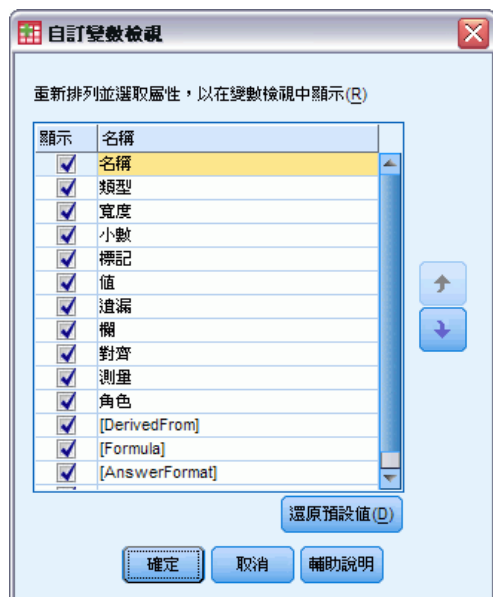 自訂變數檢視
重新排列並選取屬性，以在變數檢視中顯示(R)
顯示 名稱
名稱
類型
寬度
小數
標記
值
遺漏
欄
對齊
測量
角色
[DerivedFrom]
[Formula]
[AnswerFormat]
還原預設值(D)
確定 取消 輔助說明